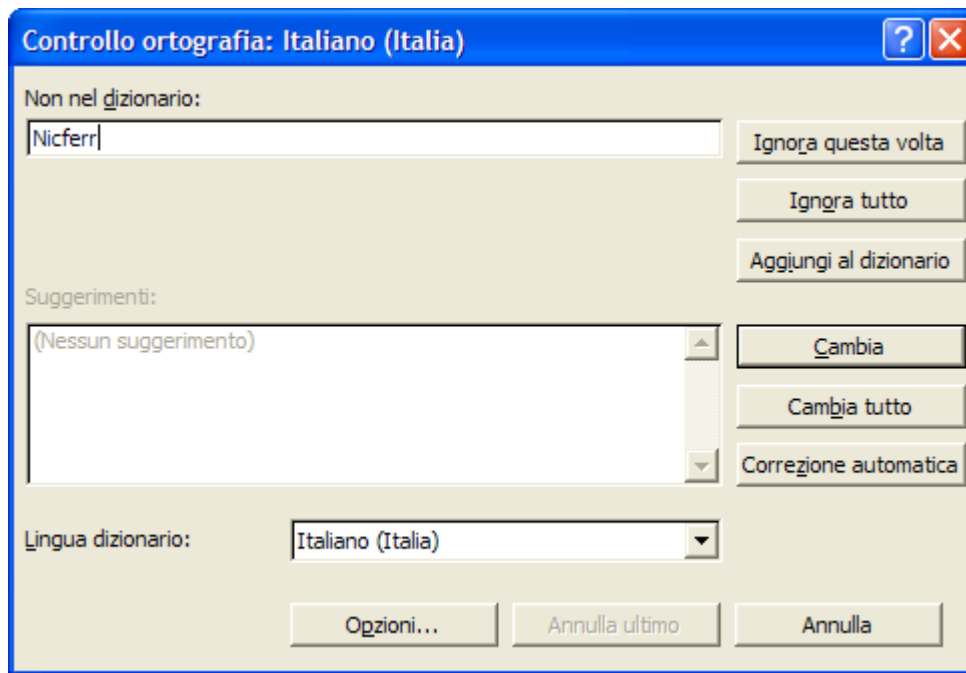 Controllo ortografia: Italiano (Italia)
Non nel dizionario:
Nicferr
Ignora questa volta
Ignora tutto
Aggiungi al dizionario
Suggerimenti:
(Nessun suggerimento)
Cambia
Cambia tutto
Correzione automatica
Lingua dizionario:
Italiano (Italia)
Opzioni...
Annulla ultimo
Annulla